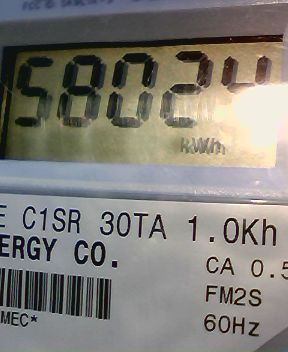 58024
kWh
E C1SR 30TA 1.0Kh
ERGY CO.
CA 0.5
FM2S
MEC*
60Hz